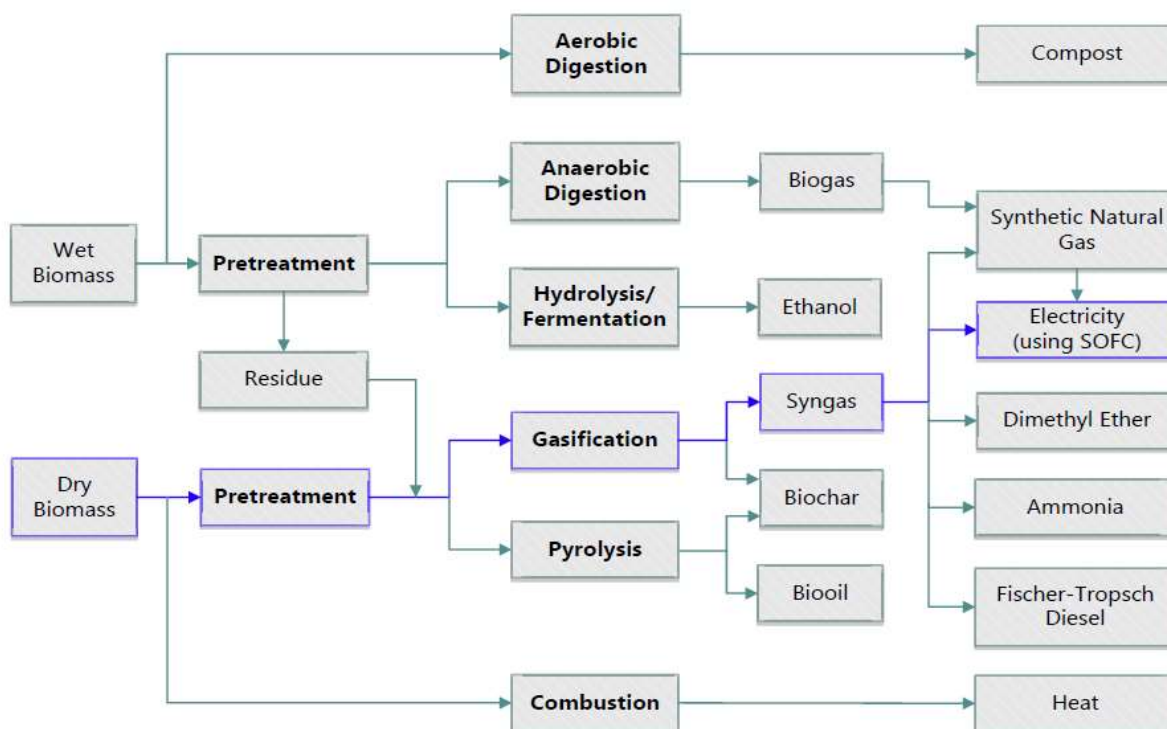 Aerobic
Digestion
Compost
Anaerobic
Digestion
Biogas
Synthetic Natural
Gas
Wet
Biomass
Pretreatment
Hydrolysis/
Fermentation
Ethanol
Electricity
(using SOFC)
Residue
Syngas
Gasification
Dimethyl Ether
Dry
Biomass
Pretreatment
Biochar
Ammonia
Pyrolysis
Biooil
Fischer-Tropsch
Diesel
Combustion
Heat